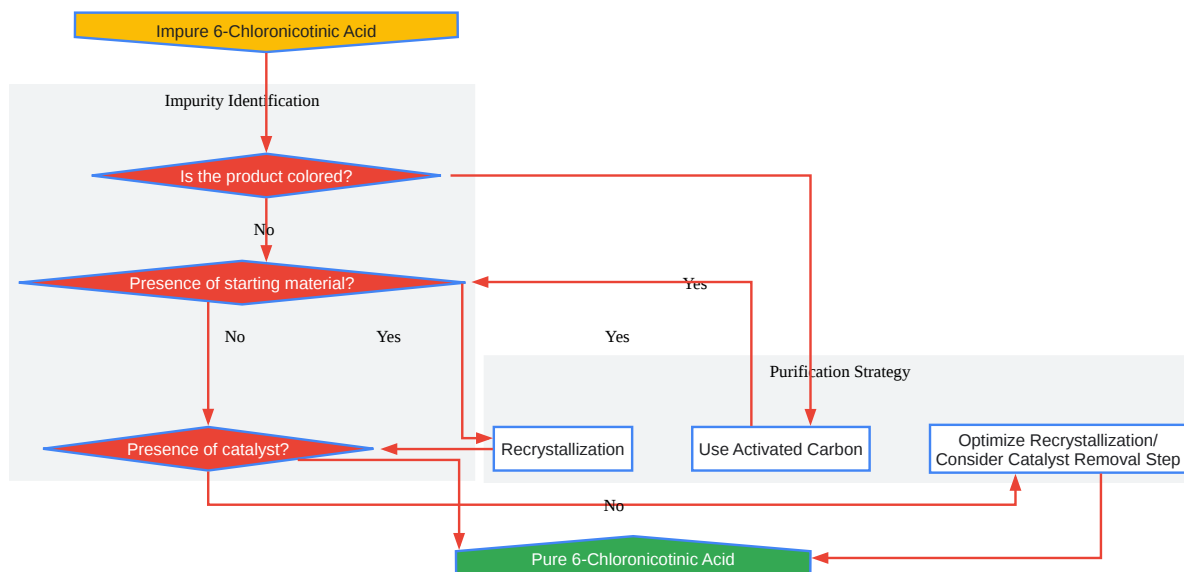 Impure 6-Chloronicotinic Acid
Impurity Identification
Is the product colored?
No
Presence of starting material?
Yes
No
Yes
Yes
Purification Strategy
Presence of catalyst?
Recrystallization
Use Activated Carbon
Optimize Recrystallization/
Consider Catalyst Removal Step
No
Pure 6-Chloronicotinic Acid